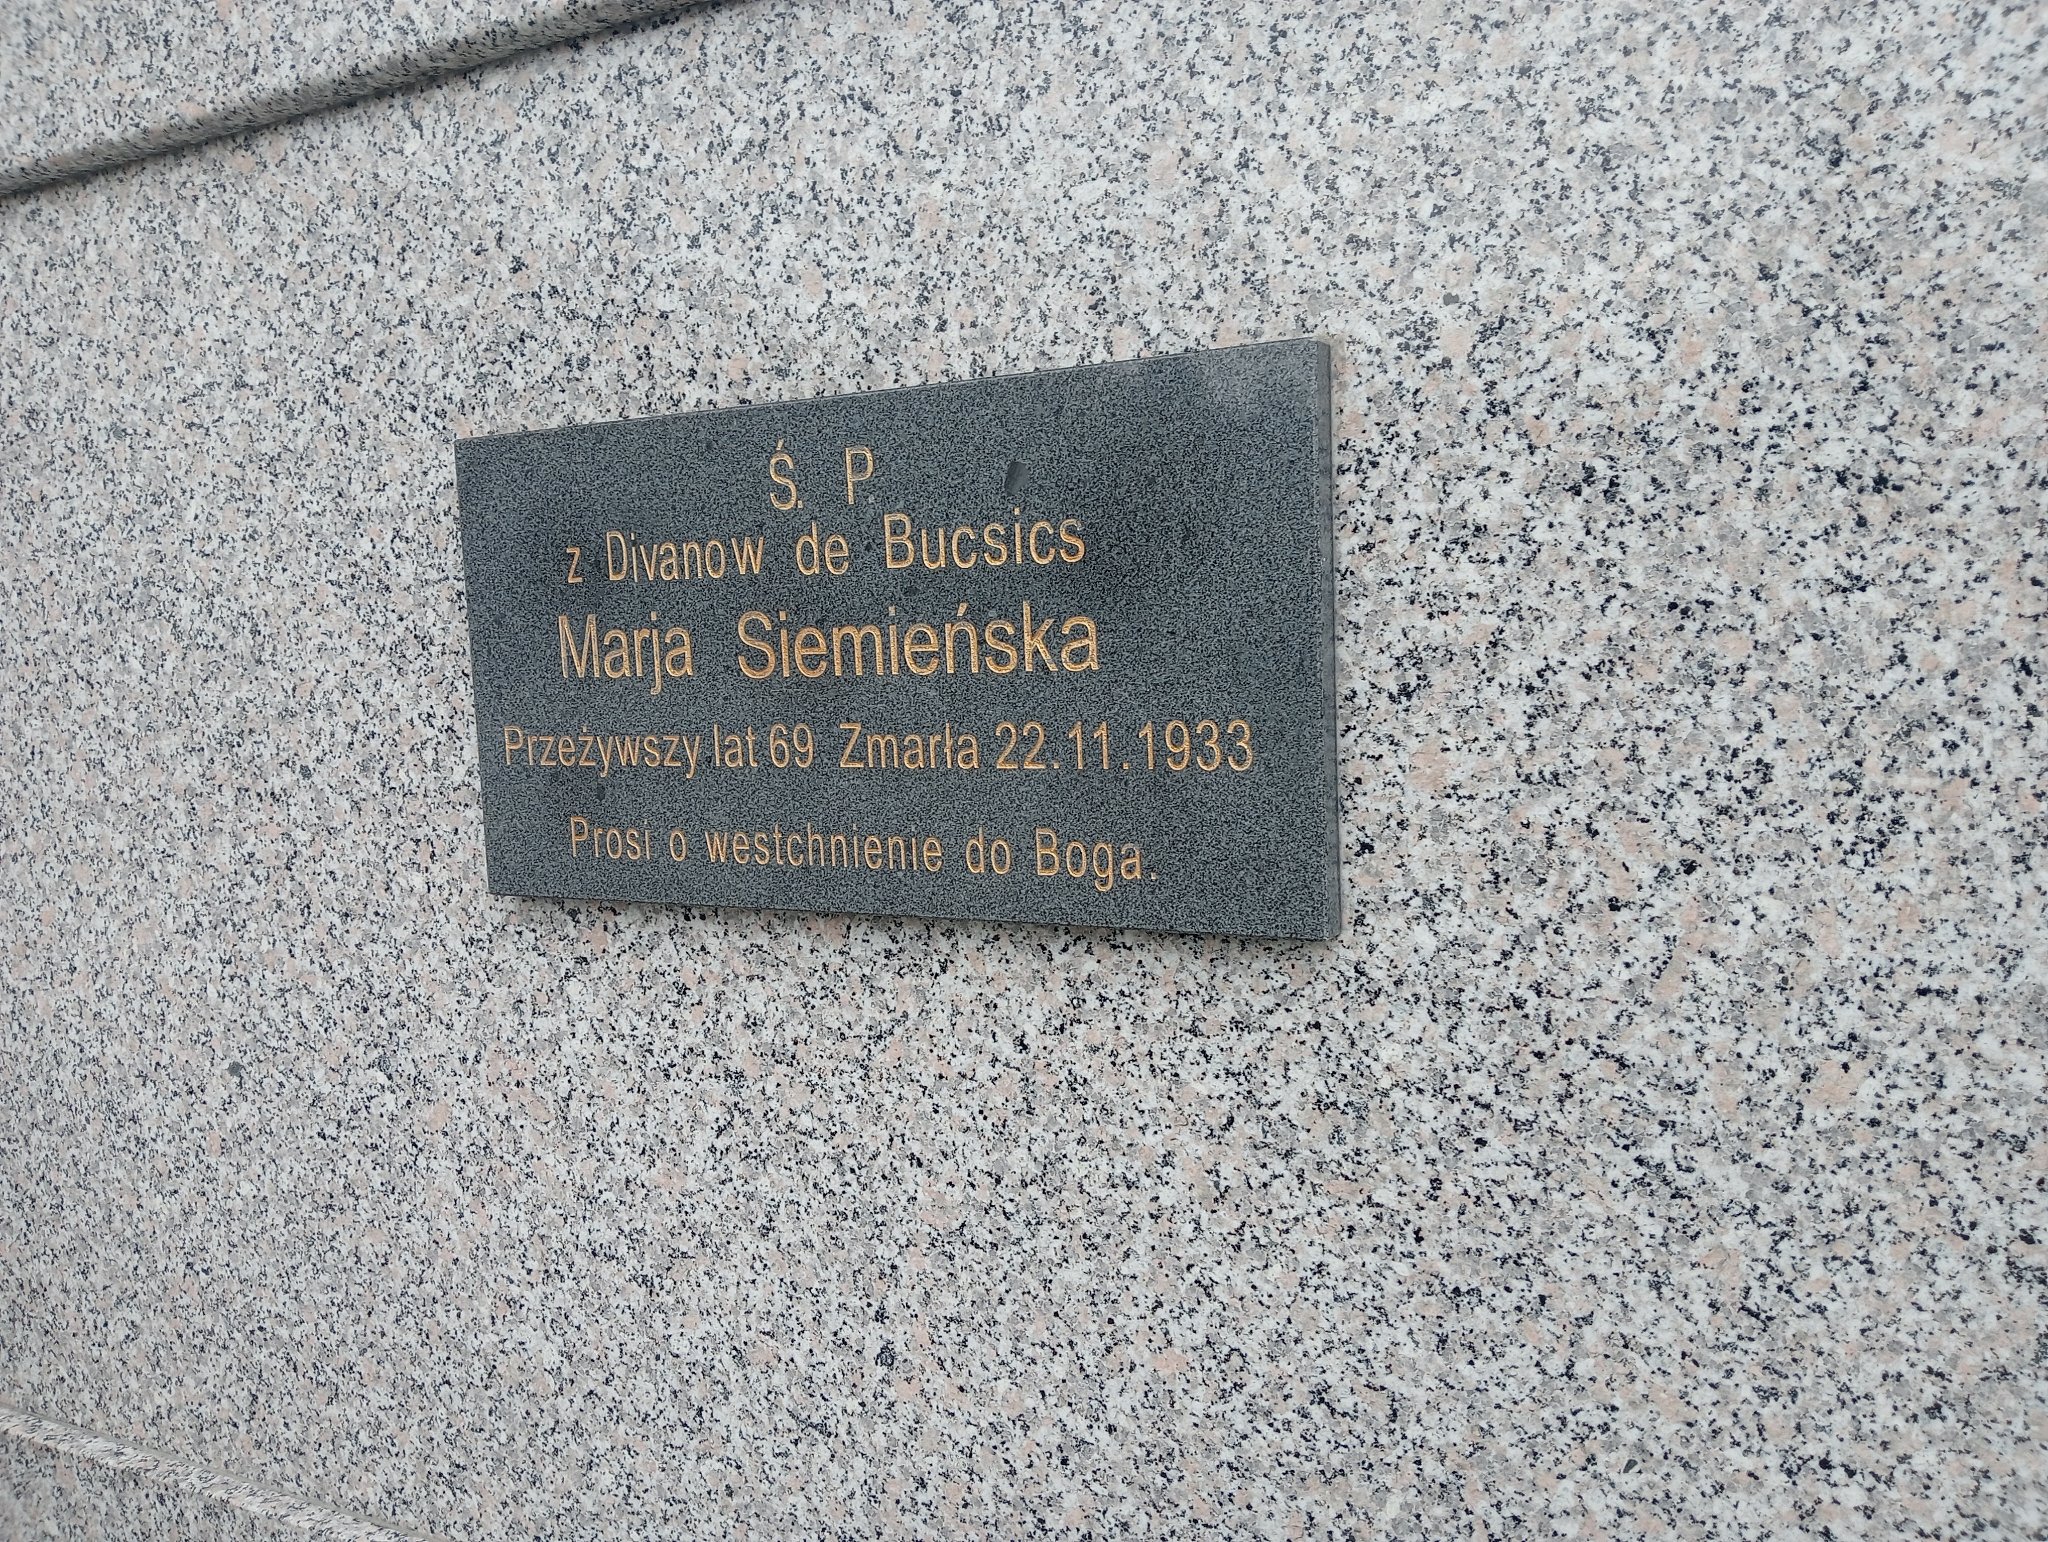 Ś. P.
z Divanow de Bucsics
Marja Siemieńska
Przeżywszy lat 69 Zmarła 22.11.1933
Prosi o westchnienie do Boga.